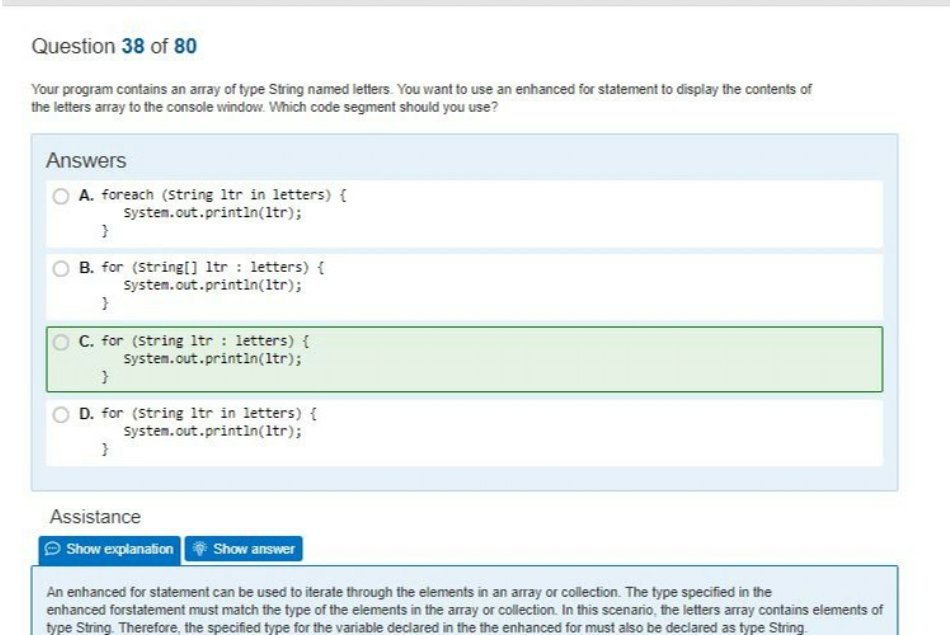 Question 38 of 80
Your program contains an array of type String named letters. You want to use an enhanced for statement to display the contents of
the letters array to the console window. Which code segment should you use?
Answers
A. foreach (String ltr in letters) {
System.out.println(ltr);
}
B. for (String[] ltr : letters) {
System.out.println(ltr);
}
C. for (String ltr : letters) {
System.out.println(ltr);
}
D. for (String ltr in letters) {
System.out.println(ltr);
}
Assistance
Show explanation Show answer
An enhanced for statement can be used to iterate through the elements in an array or collection. The type specified in the
enhanced forstatement must match the type of the elements in the array or collection. In this scenario, the letters array contains elements of
type String. Therefore, the specified type for the variable declared in the the enhanced for must also be declared as type String.